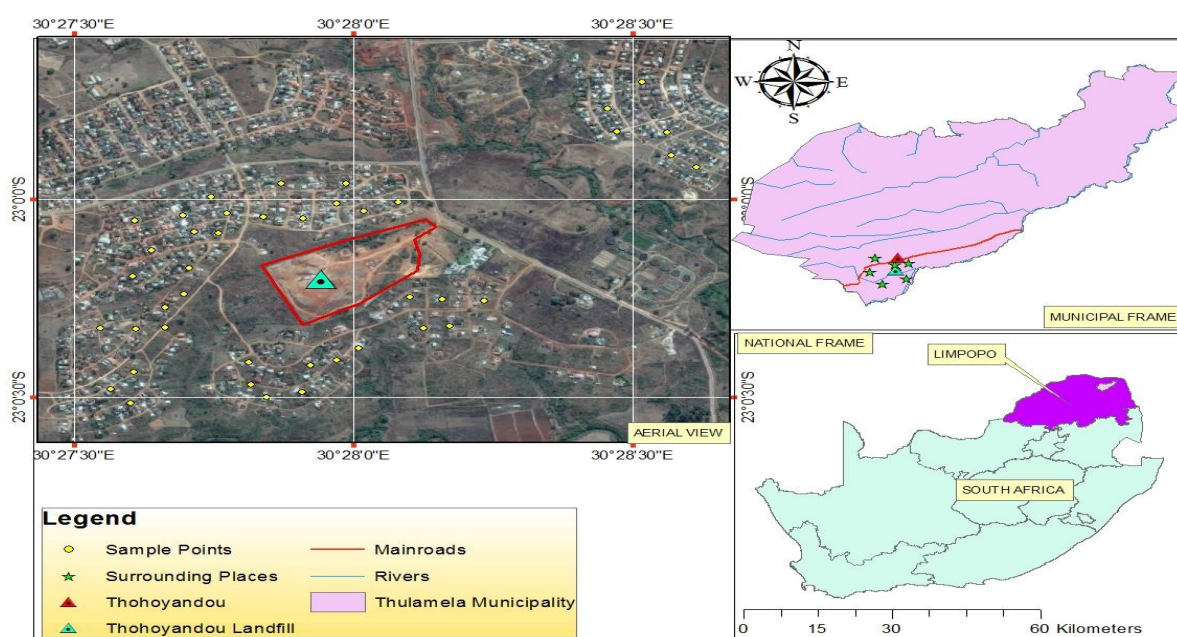 30°27'30"E 30°28'0"E 30°28'30"E
N
W E
S
23°0'0"S 23°0'0"S
MUNICIPAL FRAME
NATIONAL FRAME
LIMPOPO
23°0'30"S 23°0'30"S
AERIAL VIEW
30°27'30"E 30°28'0"E 30°28'30"E
SOUTH AFRICA
Legend
Sample Points
Surrounding Places
Thohoyandou
Thohoyandou Landfill
Mainroads
Rivers
Thulamela Municipality
0 15 30 60 Kilometers